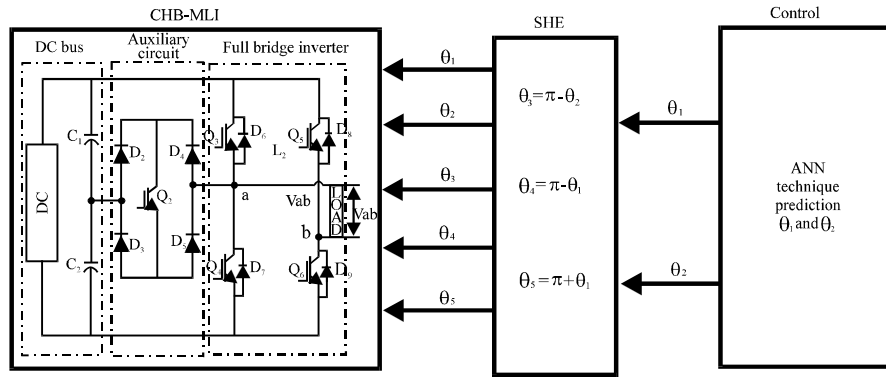 CHB-MLI
SHE
Control
DC bus
Auxiliary circuit
Full bridge inverter
DC
C₁
C₂
D₂
D₃
D₄
D₅
Q₂
Q₃
D₆
L₂
Q₅
D₈
a
Vab
b
LOAD
Vab
Q₄
D₇
Q₆
θ₁
θ₂
θ₃
θ₄
θ₅
θ₃=π-θ₂
θ₄=π-θ₁
θ₅=π+θ₁
θ₁
θ₂
ANN
technique
prediction
θ₁ and θ₂